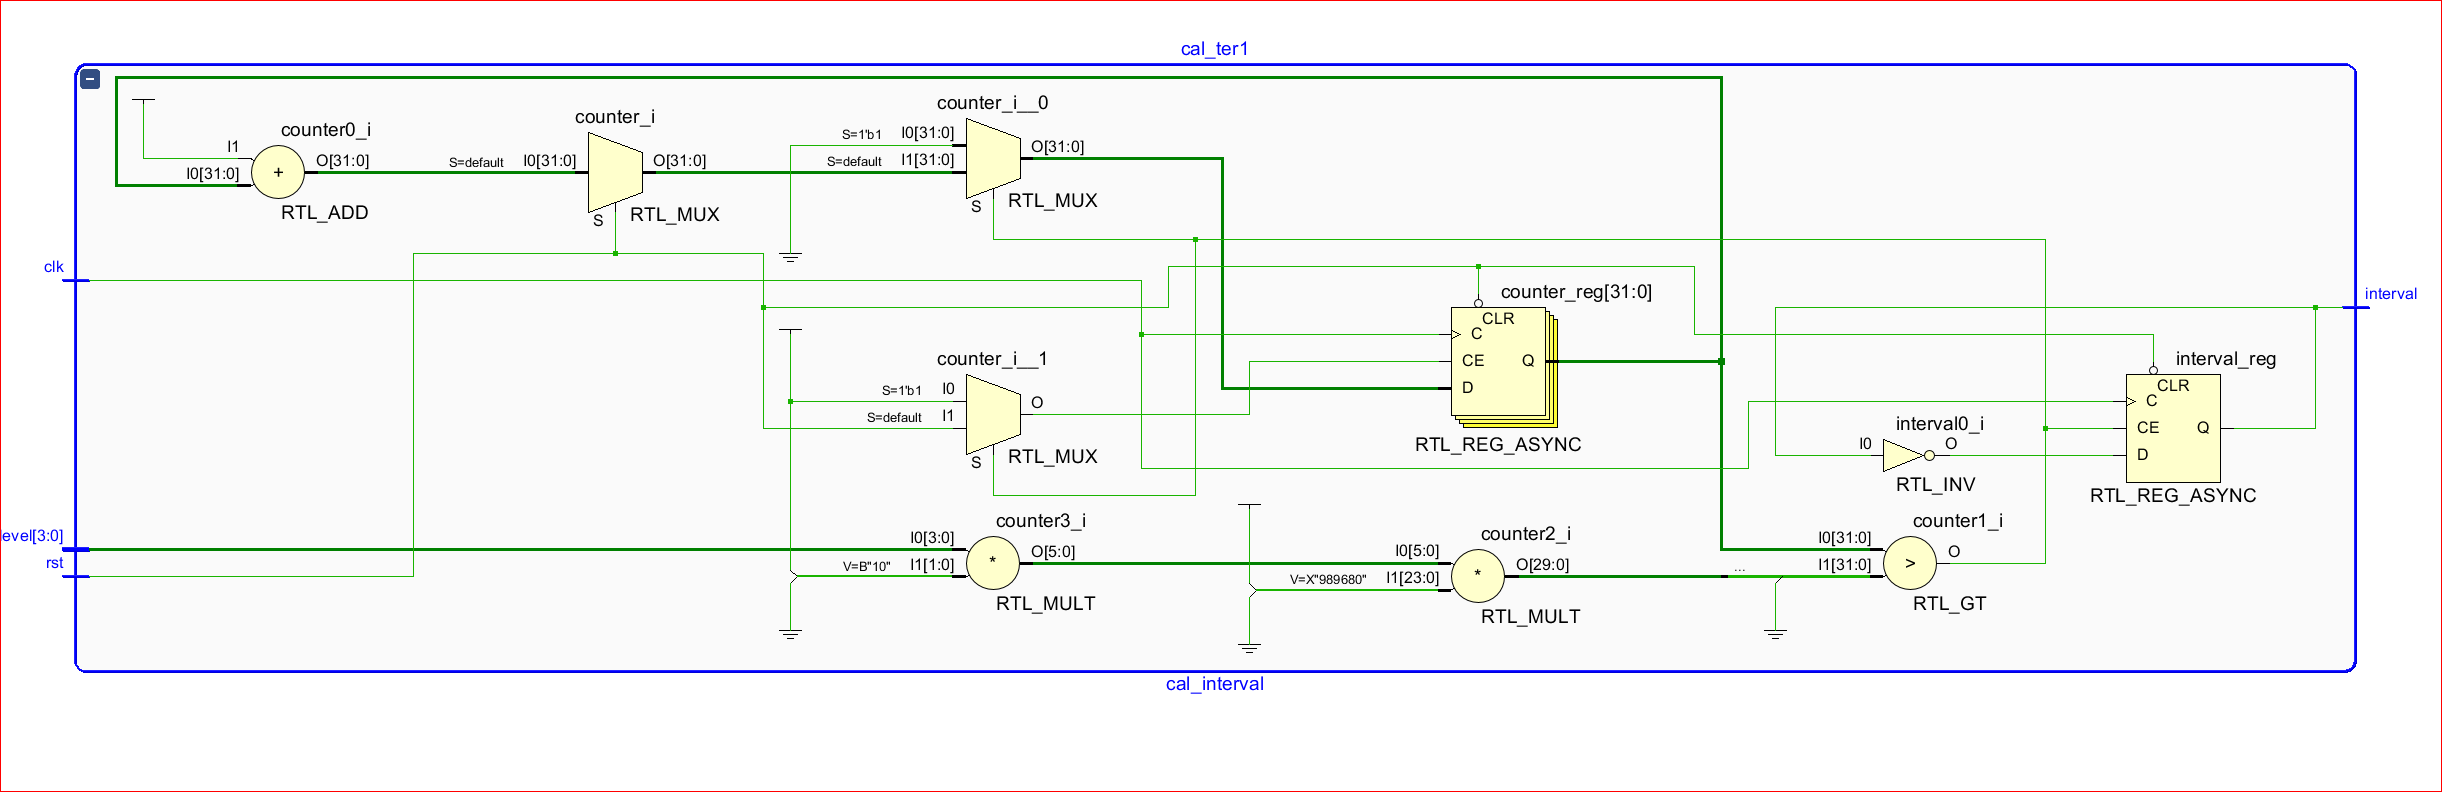 cal_ter1
counter_i__0
counter_i
counter0_i
S=1'b1 I0[31:0]
I1
O[31:0]
S=default I0[31:0]
O[31:0]
S=default I1[31:0]
O[31:0]
I0[31:0]
+
S
RTL_MUX
S
RTL_MUX
RTL_ADD
clk
counter_reg[31:0]
interval
CLR
C
CE
Q
D
RTL_REG_ASYNC
counter_i__1
S=1'b1 I0
O
S=default I1
S
RTL_MUX
interval_reg
CLR
C
CE
Q
D
RTL_REG_ASYNC
interval0_i
I0
O
RTL_INV
counter3_i
counter2_i
counter1_i
evel[3:0]
I0[3:0]
O[5:0]
I0[5:0]
O[29:0]
I0[31:0]
O
rst
V=B"10" I1[1:0]
*
V=X"989680" I1[23:0]
*
...
I1[31:0]
>
RTL_MULT
RTL_MULT
RTL_GT
cal_interval